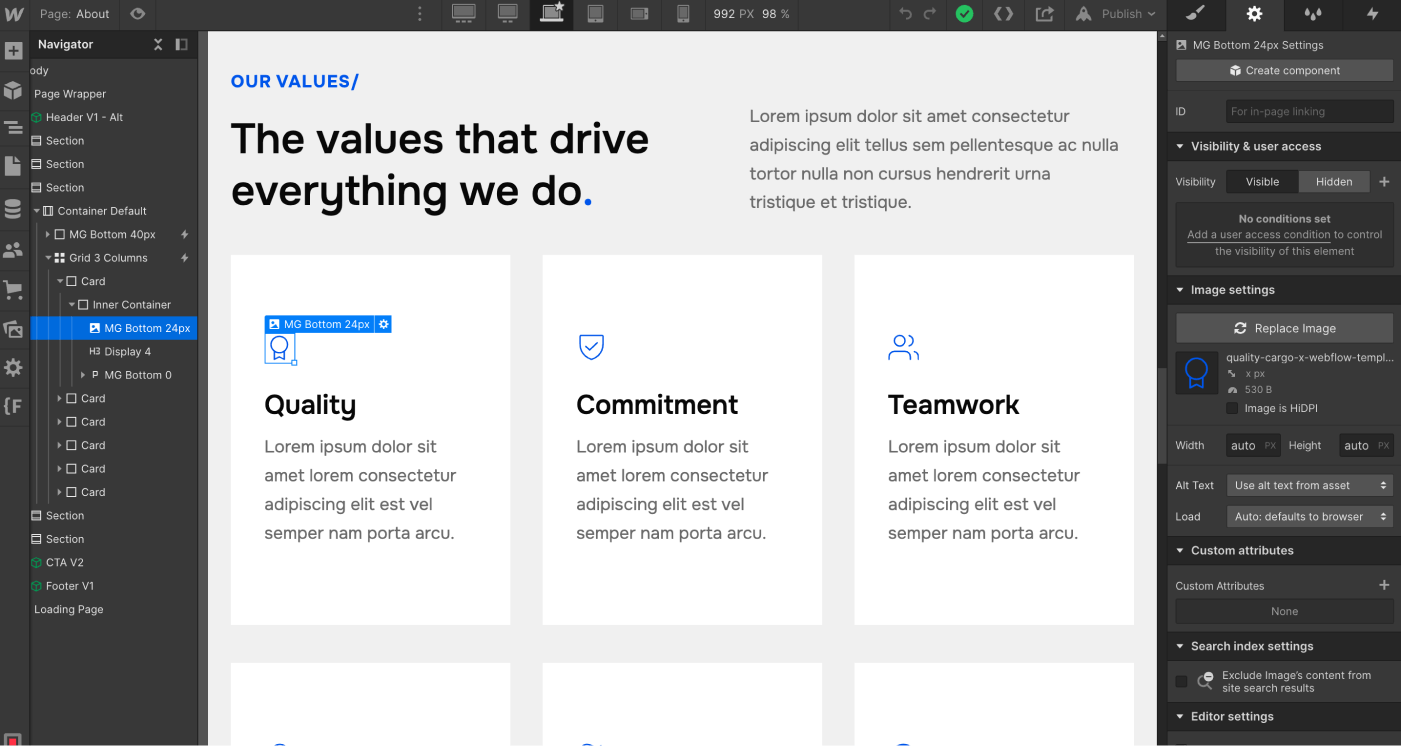 Page: About
992 PX 98 %
Publish
Navigator
ody
Page Wrapper
Header V1 - Alt
Section
Section
Section
Container Default
MG Bottom 40px
Grid 3 Columns
Card
Inner Container
MG Bottom 24px
H3 Display 4
P MG Bottom 0
Card
Card
Card
Card
Card
Section
Section
CTA V2
Footer V1
Loading Page
OUR VALUES/
The values that drive
everything we do.
Lorem ipsum dolor sit amet consectetur
adipiscing elit tellus sem pellentesque ac nulla
tortor nulla non cursus hendrerit urna
tristique et tristique.
MG Bottom 24px
Quality
Lorem ipsum dolor sit
amet lorem consectetur
adipiscing elit est vel
semper nam porta arcu.
Commitment
Lorem ipsum dolor sit
amet lorem consectetur
adipiscing elit est vel
semper nam porta arcu.
Teamwork
Lorem ipsum dolor sit
amet lorem consectetur
adipiscing elit est vel
semper nam porta arcu.
MG Bottom 24px Settings
Create component
ID For in-page linking
Visibility & user access
Visibility Visible Hidden
No conditions set
Add a user access condition to control
the visibility of this element
Image settings
Replace Image
quality-cargo-x-webflow-templ...
x px
530 B
Image is HiDPI
Width auto PX Height auto PX
Alt Text Use alt text from asset
Load Auto: defaults to browser
Custom attributes
Custom Attributes
None
Search index settings
Exclude Image's content from
site search results
Editor settings